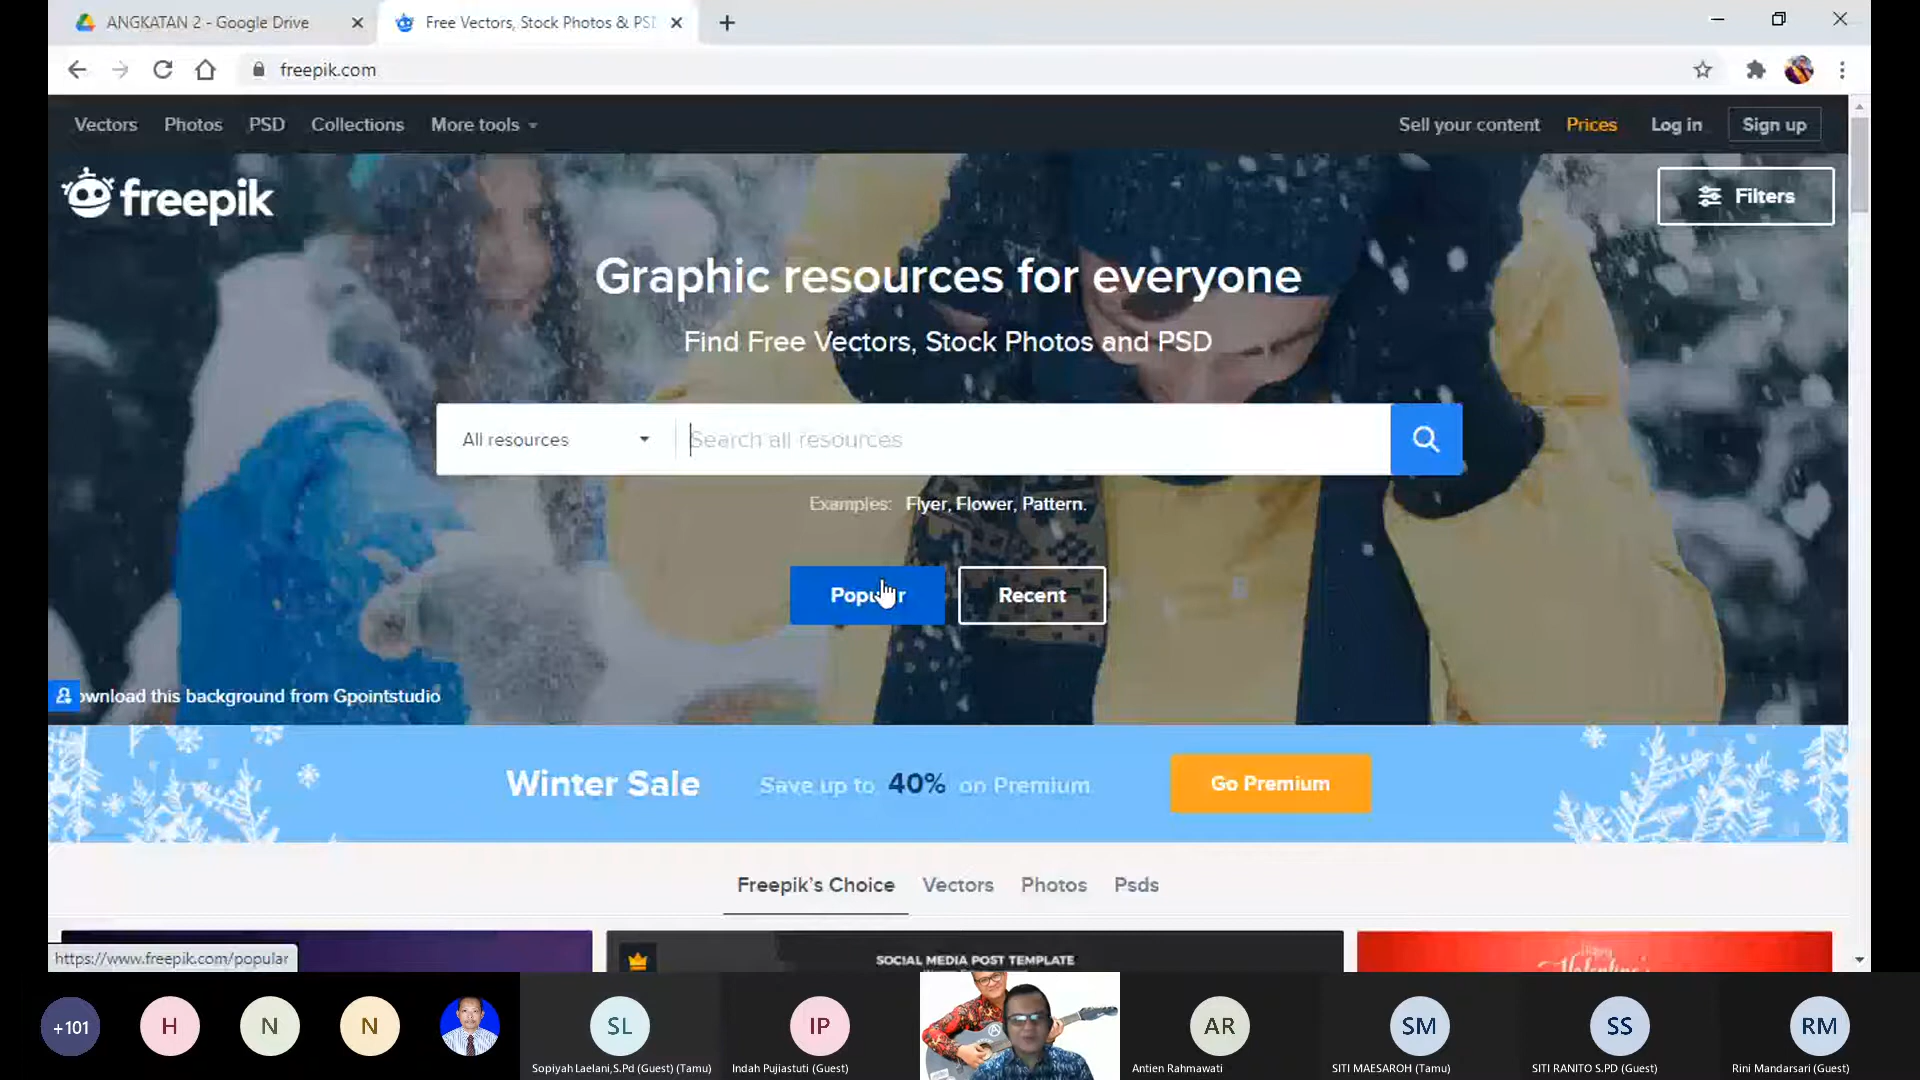 ANGKATAN 2 - Google Drive
Free Vectors, Stock Photos & PSD
freepik.com
Vectors Photos PSD Collections More tools
Sell your content Prices Log in Sign up
freepik
Filters
Graphic resources for everyone
Find Free Vectors, Stock Photos and PSD
All resources
Search all resources
Examples: Flyer, Flower, Pattern.
Recent
ownload this background from Gpointstudio
Winter Sale Save up to 40% on Premium
Go Premium
Freepik's Choice Vectors Photos Psds
https://www.freepik.com/popular
SOCIAL MEDIA POST TEMPLATE
Happy
+101 H N N SL IP AR SM SS RM
Sopiyah Laelani,S.Pd (Guest) (Tamu) Indah Pujiastuti (Guest) Antien Rahmawati SITI MAESAROH (Tamu) SITI RANITO S.PD (Guest) Rini Mandarsari (Guest)